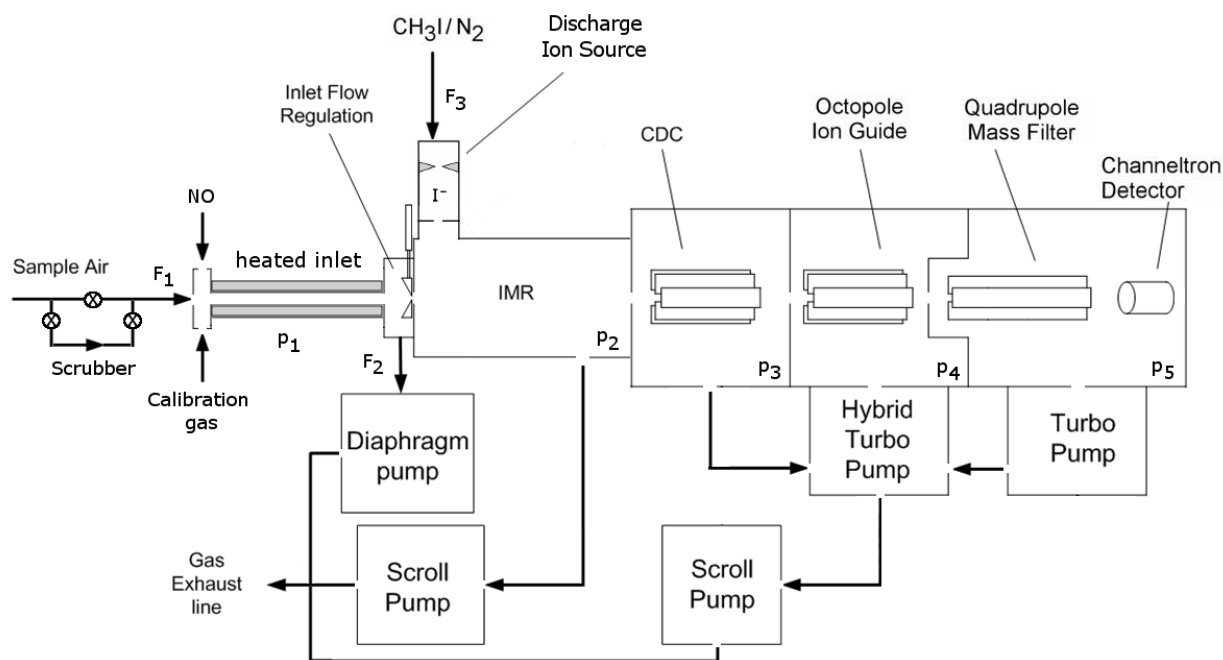 CH3I/N2
Discharge
Ion Source
Inlet Flow
Regulation
F3
Octopole
Ion Guide
Quadrupole
Mass Filter
CDC
Channeltron
Detector
NO
I-
Sample Air
F1
heated inlet
IMR
Scrubber
p1
F2
p2
p3
p4
p5
Calibration
gas
Diaphragm
pump
Hybrid
Turbo
Pump
Turbo
Pump
Gas
Exhaust
line
Scroll
Pump
Scroll
Pump